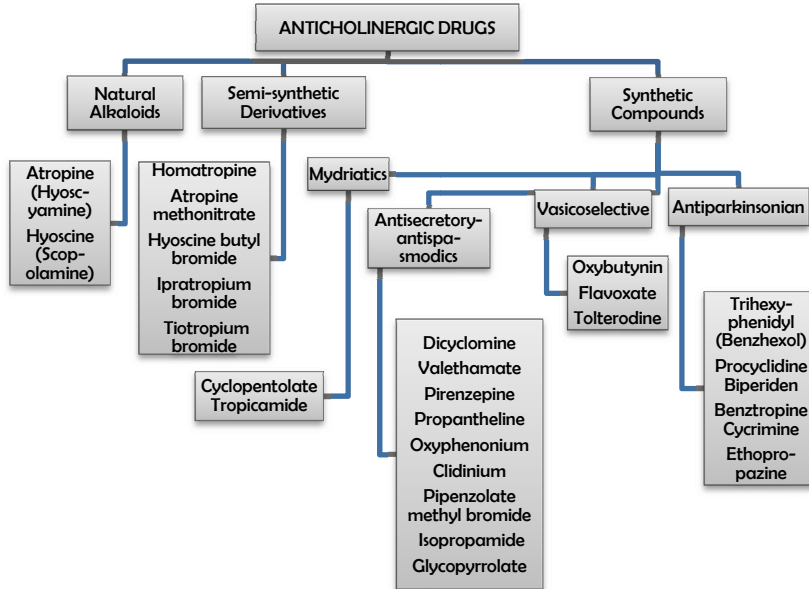 ANTICHOLINERGIC DRUGS
Natural
Alkaloids
Semi-synthetic
Derivatives
Synthetic
Compounds
Atropine
(Hyosc-
yamine)
Hyoscine
(Scop-
olamine)
Homatropine
Atropine
methonitrate
Hyoscine butyl
bromide
Ipratropium
bromide
Tiotropium
bromide
Mydriatics
Antisecretory-
antispa-
smodics
Vasicoselective
Antiparkinsonian
Cyclopentolate
Tropicamide
Dicyclomine
Valethamate
Pirenzepine
Propantheline
Oxyphenonium
Clidinium
Pipenzolate
methyl bromide
Isopropamide
Glycopyrrolate
Oxybutynin
Flavoxate
Tolterodine
Trihexy-
phenidyl
(Benzhexol)
Procyclidine
Biperiden
Benztropine
Cycrimine
Ethopro-
pazine